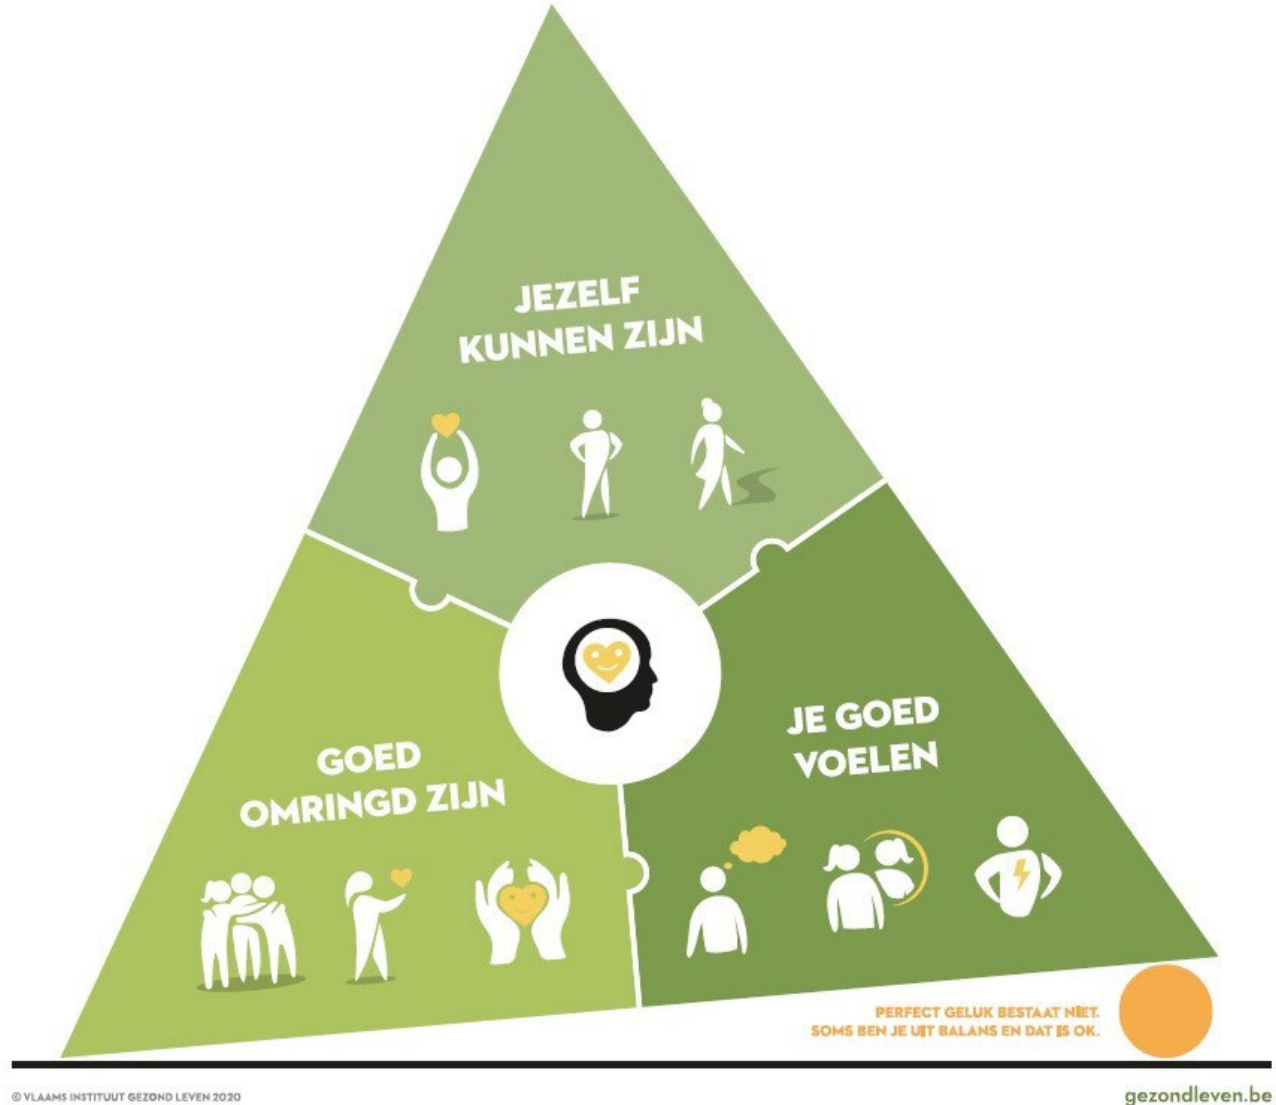 JEZELF
KUNNEN ZIJN
GOED
OMRINGD ZIJN
JE GOED
VOELEN
PERFECT GELUK BESTAAT NIET.
SOMS BEN JE UIT BALANS EN DAT IS OK.
© VLAAMS INSTITUUT GEZOND LEVEN 2020
gezondleven.be